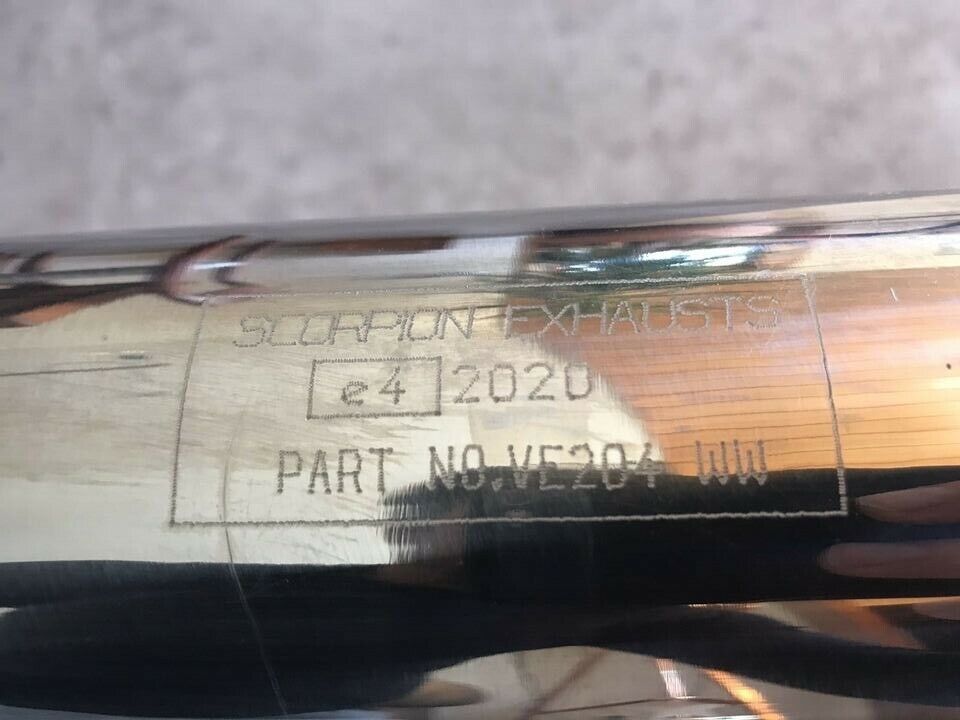 SCORPION EXHAUSTS
e4 2020
PART NO.VE204 WW